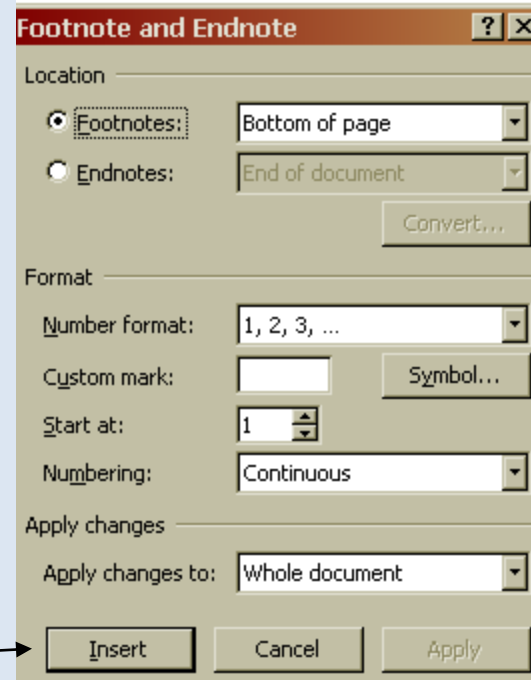 Footnote and Endnote
Location
Footnotes: Bottom of page
Endnotes: End of document
Convert...
Format
Number format: 1, 2, 3, ...
Custom mark: Symbol...
Start at: 1
Numbering: Continuous
Apply changes
Apply changes to: Whole document
Insert Cancel Apply